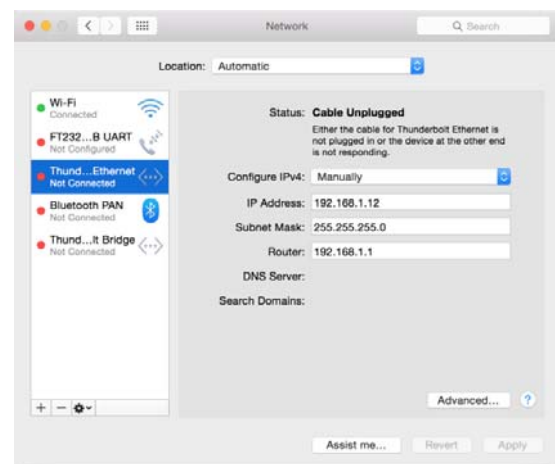 Network
Search
Location: Automatic
Wi-Fi
Connected
FT232...B UART
Not Configured
Thund...Ethernet
Not Connected
Bluetooth PAN
Not Connected
Thund...lt Bridge
Not Connected
Status: Cable Unplugged
Either the cable for Thunderbolt Ethernet is
not plugged in or the device at the other end
is not responding.
Configure IPv4: Manually
IP Address: 192.168.1.12
Subnet Mask: 255.255.255.0
Router: 192.168.1.1
DNS Server:
Search Domains:
Advanced... ?
Assist me... Revert Apply